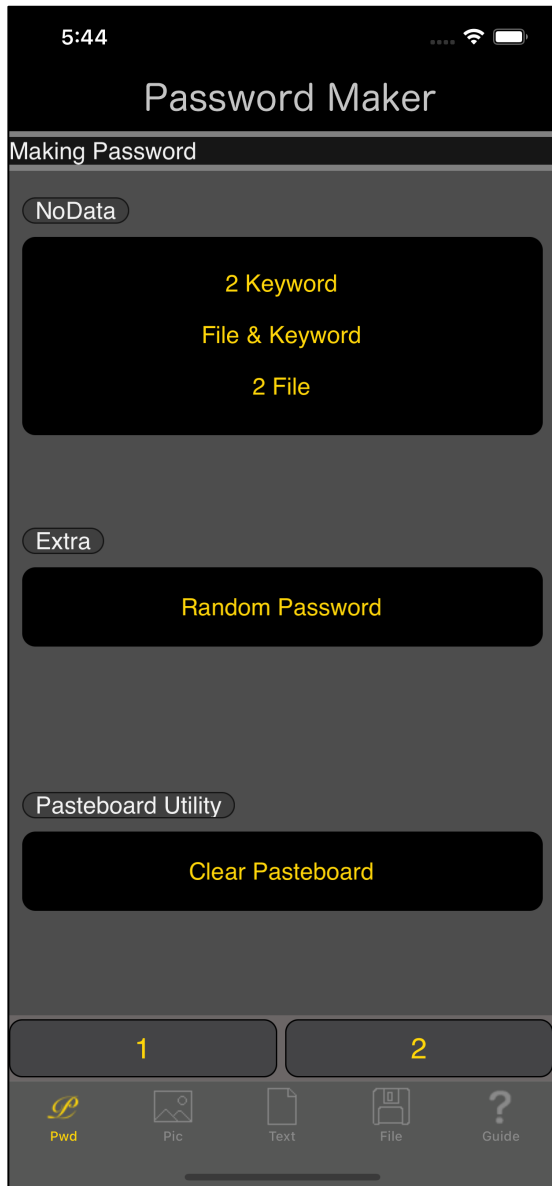 5:44
Password Maker
Making Password
NoData
2 Keyword
File & Keyword
2 File
Extra
Random Password
Pasteboard Utility
Clear Pasteboard
1 2
Pwd Pic Text File Guide